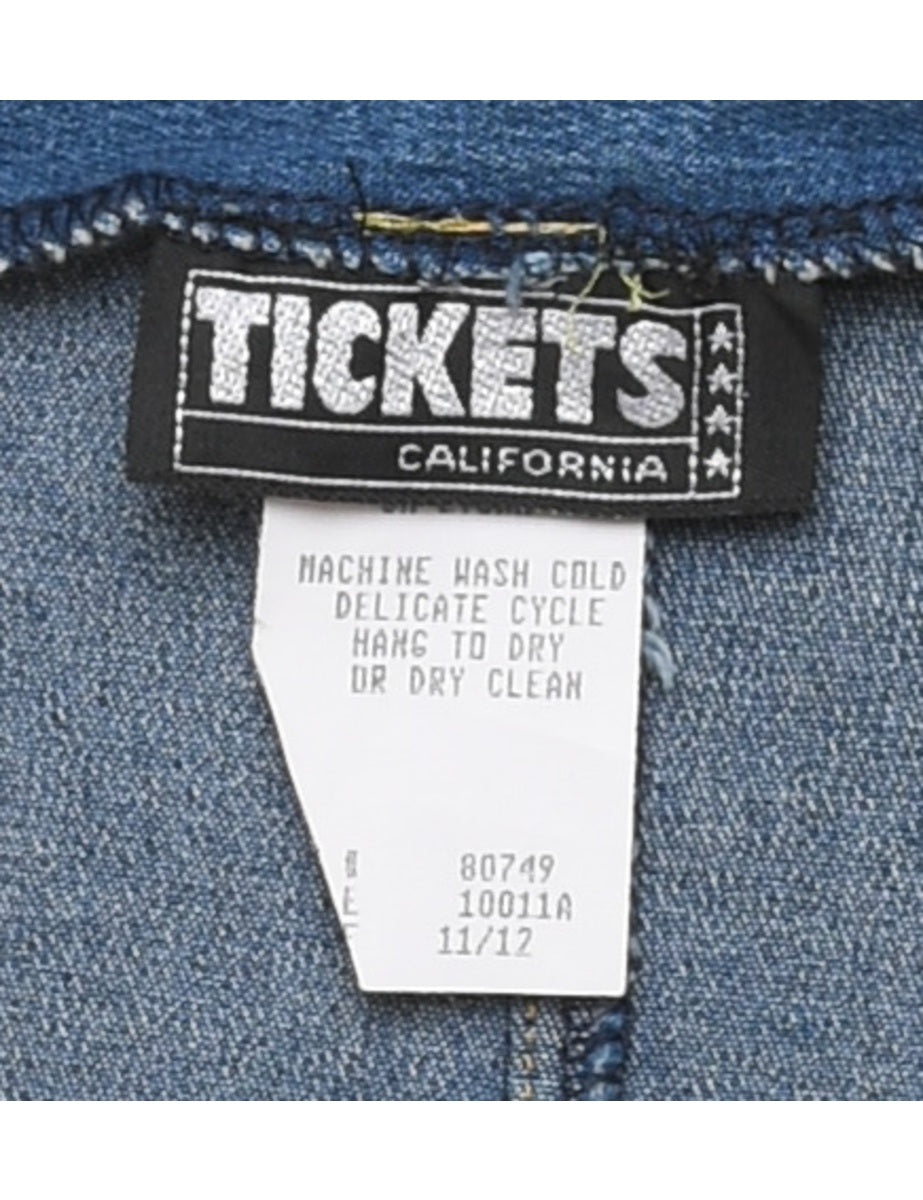 TICKETS
CALIFORNIA
MACHINE WASH COLD
DELICATE CYCLE
HANG TO DRY
OR DRY CLEAN
80749
E 10011A
11/12